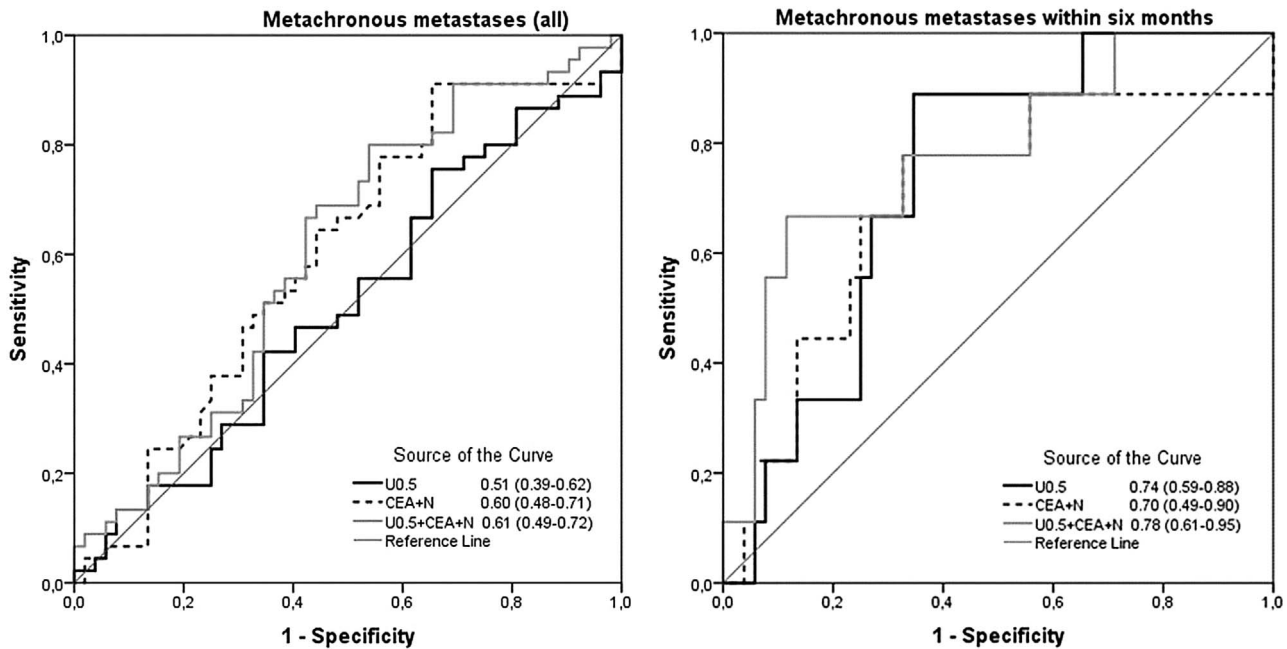 Metachronous metastases (all)
1,0
0,8
0,6
0,4
0,2
0,0
Sensitivity
0,0 0,2 0,4 0,6 0,8 1,0
1 - Specificity
Source of the Curve
U0.5 0.51 (0.39-0.62)
CEA+N 0.60 (0.48-0.71)
U0.5+CEA+N 0.61 (0.49-0.72)
Reference Line
Metachronous metastases within six months
1,0
0,8
0,6
0,4
0,2
0,0
Sensitivity
0,0 0,2 0,4 0,6 0,8 1,0
1 - Specificity
Source of the Curve
U0.5 0.74 (0.59-0.88)
CEA+N 0.70 (0.49-0.90)
U0.5+CEA+N 0.78 (0.61-0.95)
Reference Line